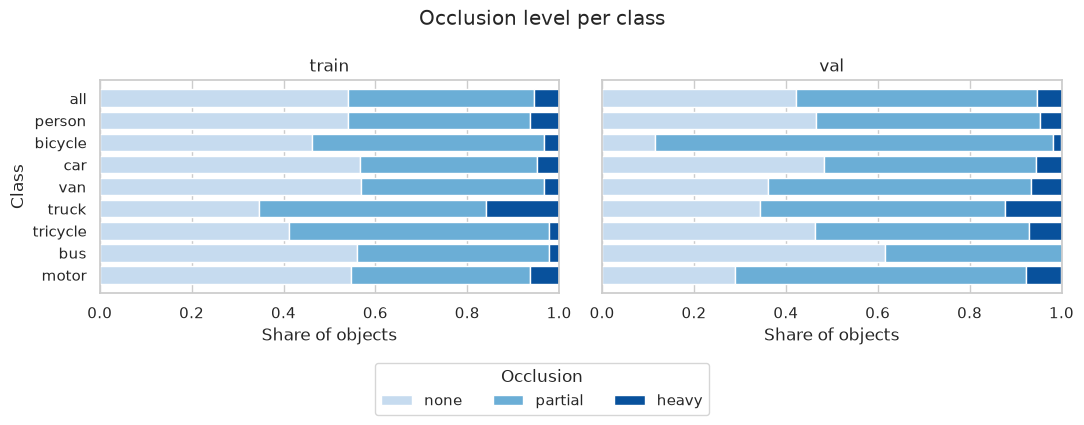 Occlusion level per class
train
val
Class
all
person
bicycle
car
van
truck
tricycle
bus
motor
0.0 0.2 0.4 0.6 0.8 1.0
0.0 0.2 0.4 0.6 0.8 1.0
Share of objects
Share of objects
Occlusion
none partial heavy